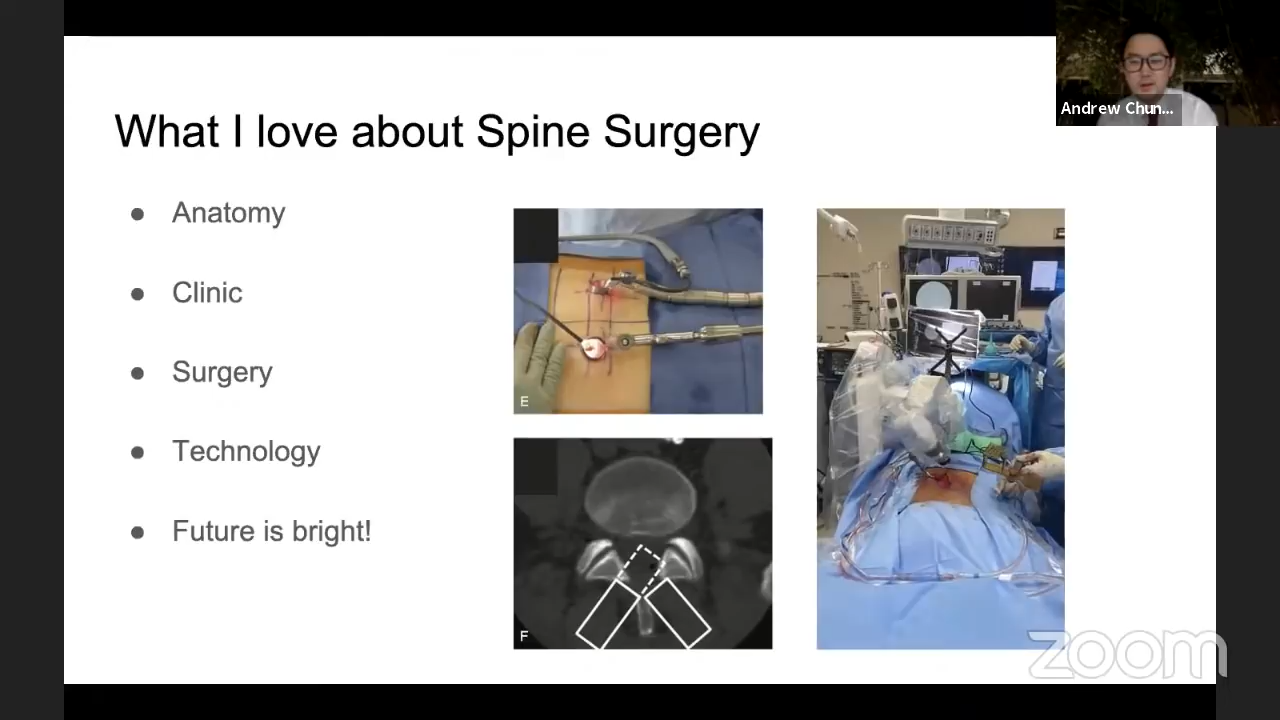 Andrew Chun...
What I love about Spine Surgery
● Anatomy
● Clinic
● Surgery
● Technology
● Future is bright!
E
F
zoom